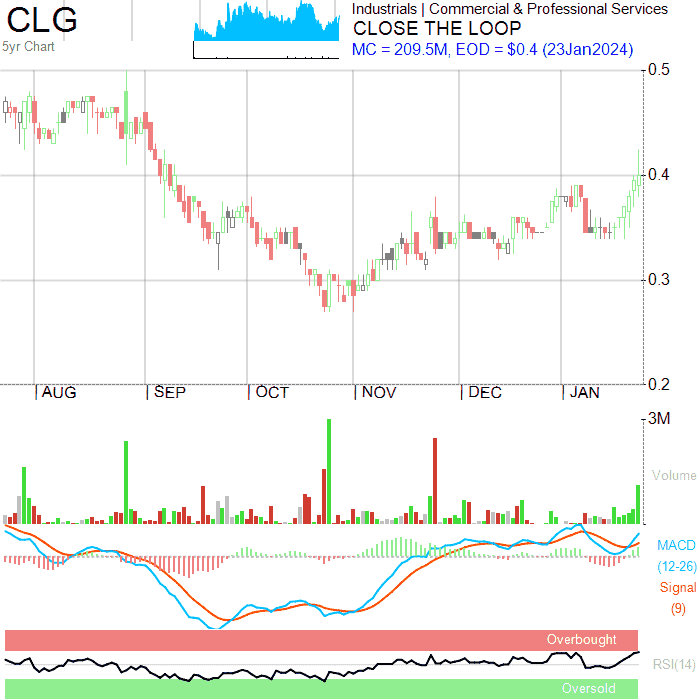 CLG
5yr Chart
Industrials | Commercial & Professional Services
CLOSE THE LOOP
MC = 209.5M, EOD = $0.4 (23Jan2024)
0.5
0.4
0.3
0.2
AUG SEP OCT NOV DEC JAN
3M
Volume
MACD
(12-26)
Signal
(9)
Overbought
RSI(14)
Oversold